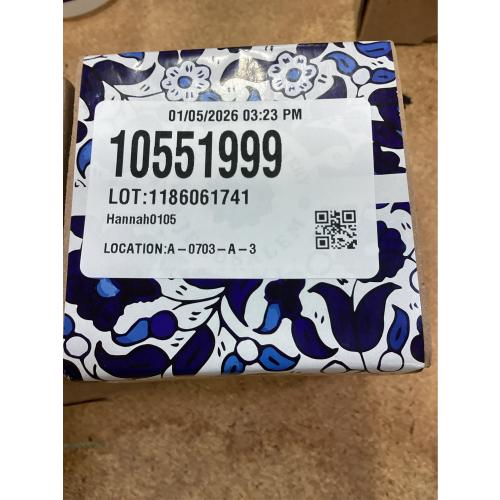 01/05/2026 03:23 PM
10551999
LOT:1186061741
Hannah0105
LOCATION:A-0703-A-3